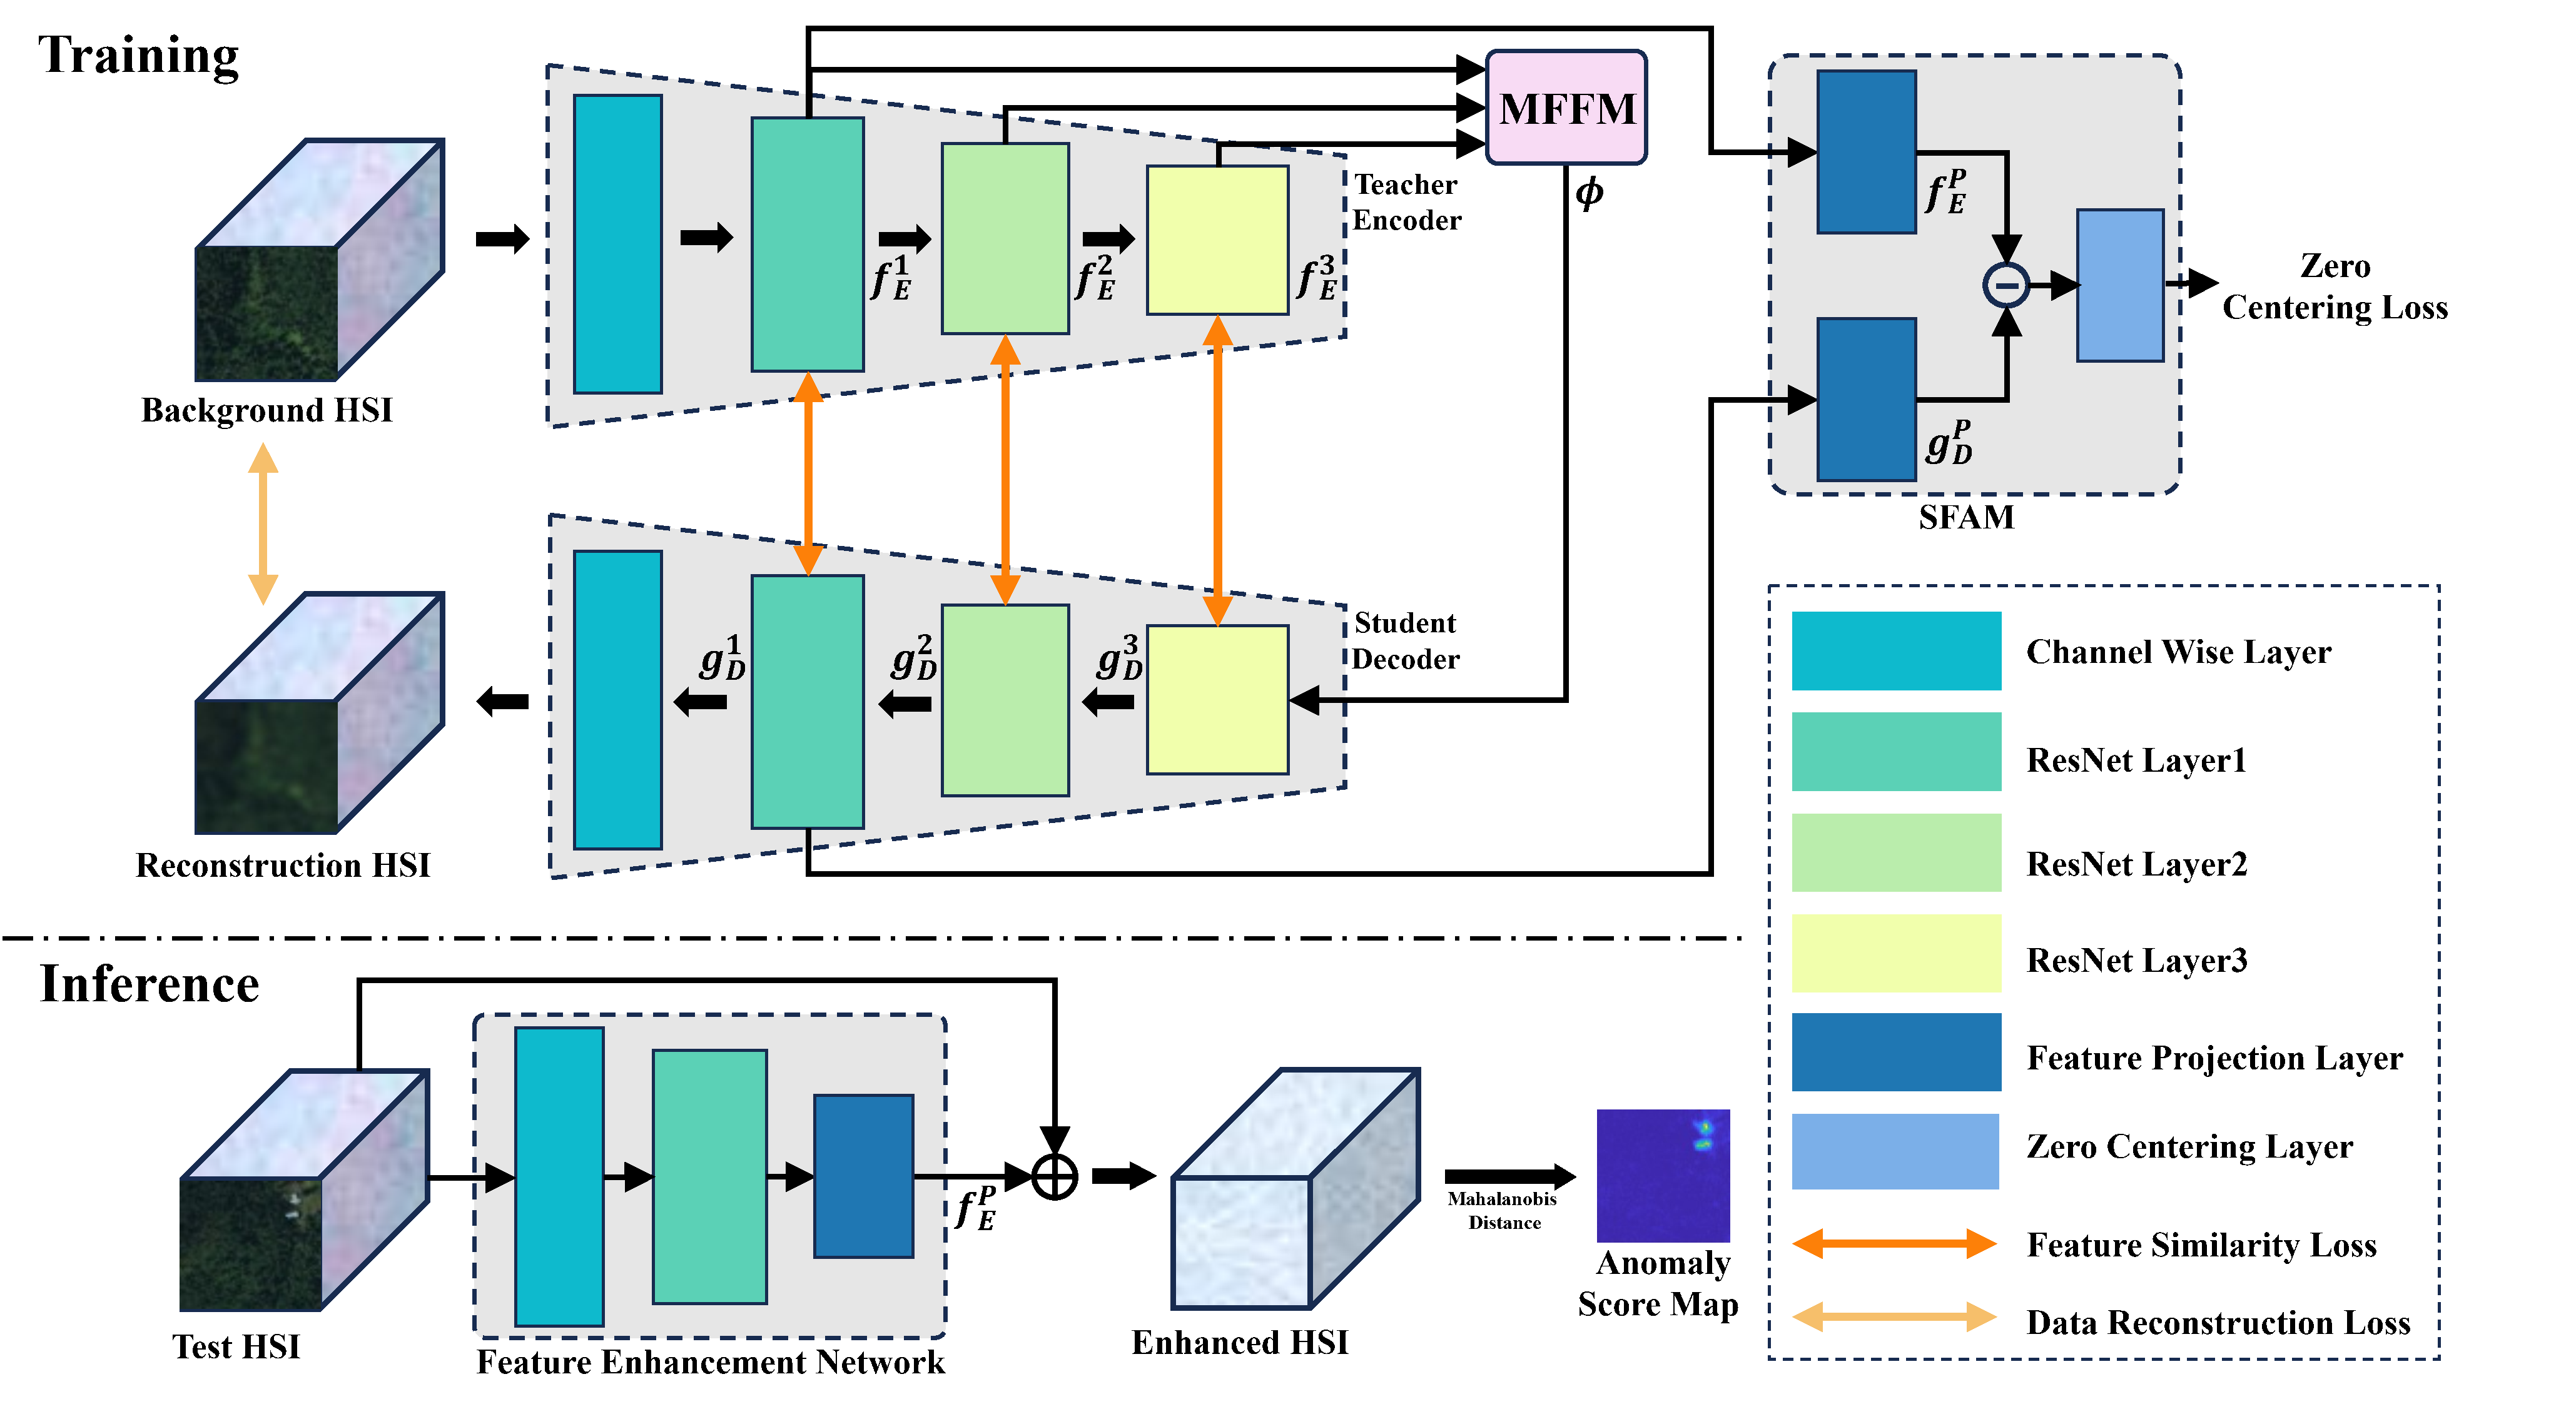 Training
MFFM
Teacher
Encoder
ϕ
f_E^P
f_E^1
f_E^2
f_E^3
Zero
Centering Loss
Background HSI
g_D^P
SFAM
Student
Decoder
g_D^1
g_D^2
g_D^3
Reconstruction HSI
Channel Wise Layer
ResNet Layer1
ResNet Layer2
ResNet Layer3
Feature Projection Layer
Zero Centering Layer
Feature Similarity Loss
Data Reconstruction Loss
Inference
f_E^P
Mahalanobis
Distance
Anomaly
Score Map
Test HSI
Feature Enhancement Network
Enhanced HSI